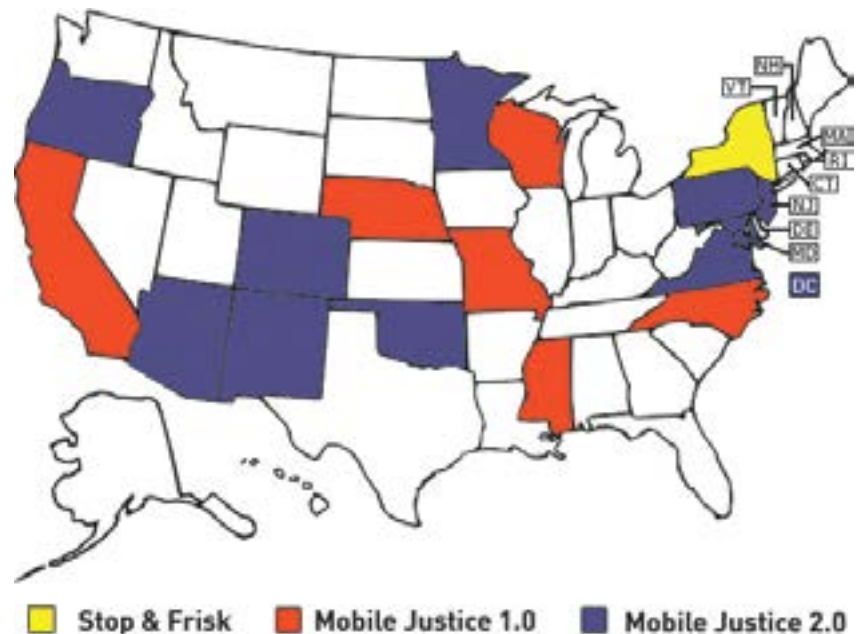 NH
VT
MA
RI
CT
NJ
DE
MD
DC
Stop & Frisk Mobile Justice 1.0 Mobile Justice 2.0